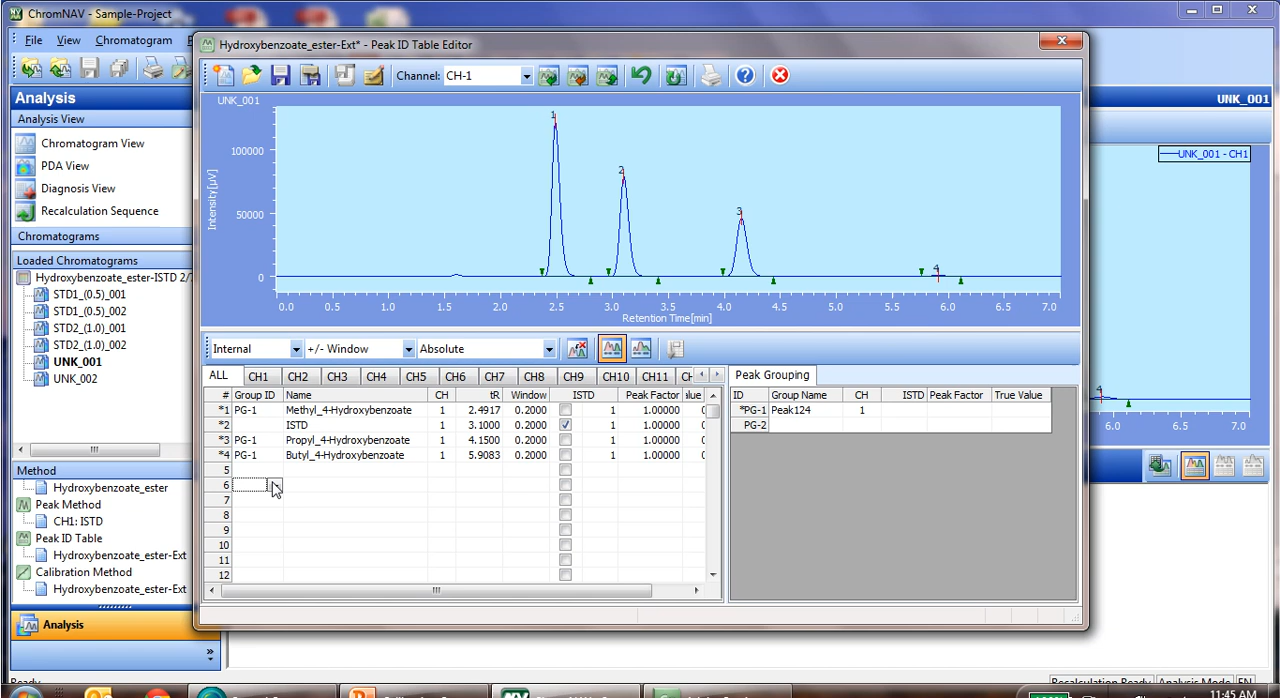 ChromNAV - Sample-Project
File View Chromatogram
Analysis
Analysis View
Chromatogram View
PDA View
Diagnosis View
Recalculation Sequence
Chromatograms
Loaded Chromatograms
Hydroxybenzoate_ester-ISTD 2/
STD1_(0.5)_001
STD1_(0.5)_002
STD2_(1.0)_001
STD2_(1.0)_002
UNK_001
UNK_002
Method
Hydroxybenzoate_ester
Peak Method
CH1: ISTD
Peak ID Table
Hydroxybenzoate_ester-Ext
Calibration Method
Hydroxybenzoate_ester-Ext
Analysis
Ready
Hydroxybenzoate_ester-Ext* - Peak ID Table Editor
Channel: CH-1
UNK_001
Intensity[µV]
100000
50000
0
1
2
3
4
0.0 0.5 1.0 1.5 2.0 2.5 3.0 3.5 4.0 4.5 5.0 5.5 6.0 6.5 7.0
Retention Time[min]
Internal +/- Window Absolute
ALL CH1 CH2 CH3 CH4 CH5 CH6 CH7 CH8 CH9 CH10 CH11 CH
# Group ID Name CH tR Window ISTD Peak Factor alue
*1 PG-1 Methyl_4-Hydroxybenzoate 1 2.4917 0.2000 1 1.00000
*2 ISTD 1 3.1000 0.2000 1 1.00000
*3 PG-1 Propyl_4-Hydroxybenzoate 1 4.1500 0.2000 1 1.00000
*4 PG-1 Butyl_4-Hydroxybenzoate 1 5.9083 0.2000 1 1.00000
5
6
7
8
9
10
11
12
Peak Grouping
ID Group Name CH ISTD Peak Factor True Value
*PG-1 Peak124 1
PG-2
UNK_001
UNK_001 - CH1
4
6.0 6.5 7.0
Recalculation Ready Analysis Mode EN
11:45 AM